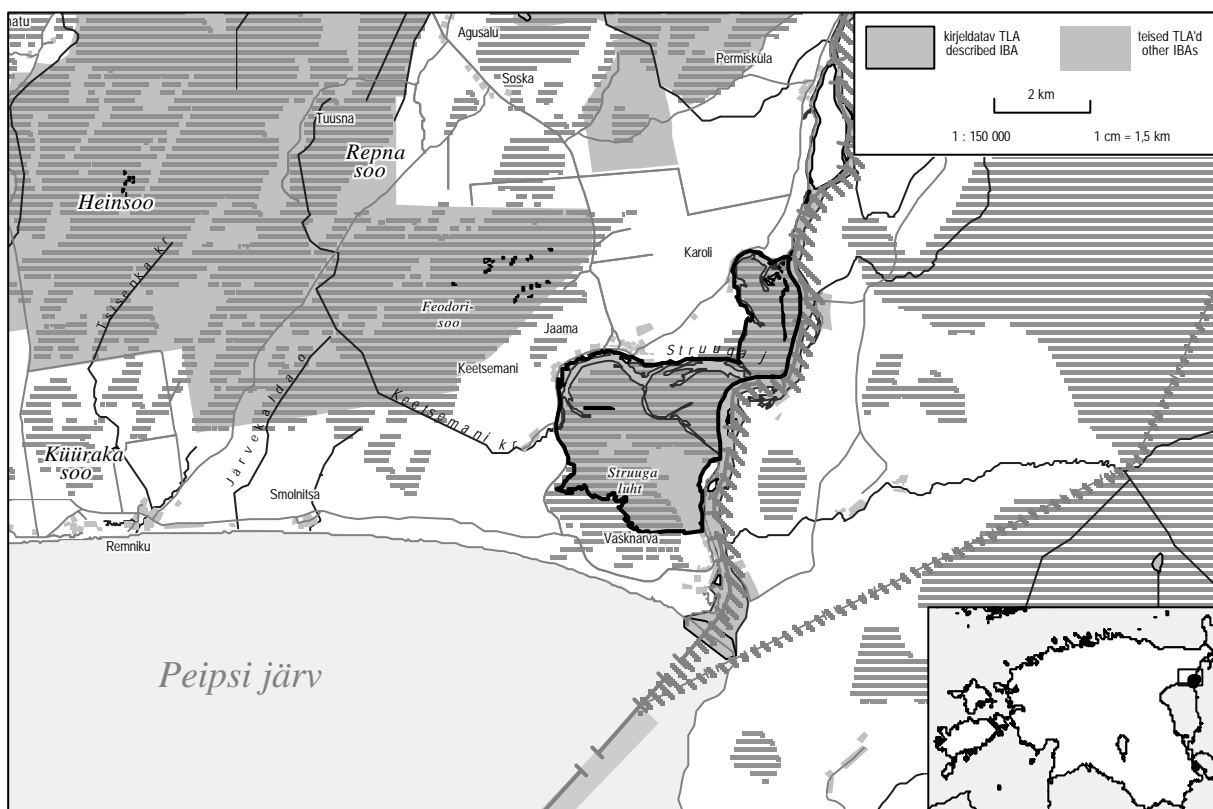 natu
Agusalu
Soska
Permisküla
kirjeldatav TLA
described IBA
teised TLA'd
other IBAs
2 km
1 : 150 000
1 cm = 1,5 km
Tuusna
Repna
soo
Heinsoo
Tsisenka kr
Karoli
Feodori-
soo
Jaama
Struuga j
Keetsemani
Keetsemani kr
Järvekalda o
Küüraka
soo
Smolnitsa
Struuga
luht
Remniku
Vasknarva
Peipsi järv